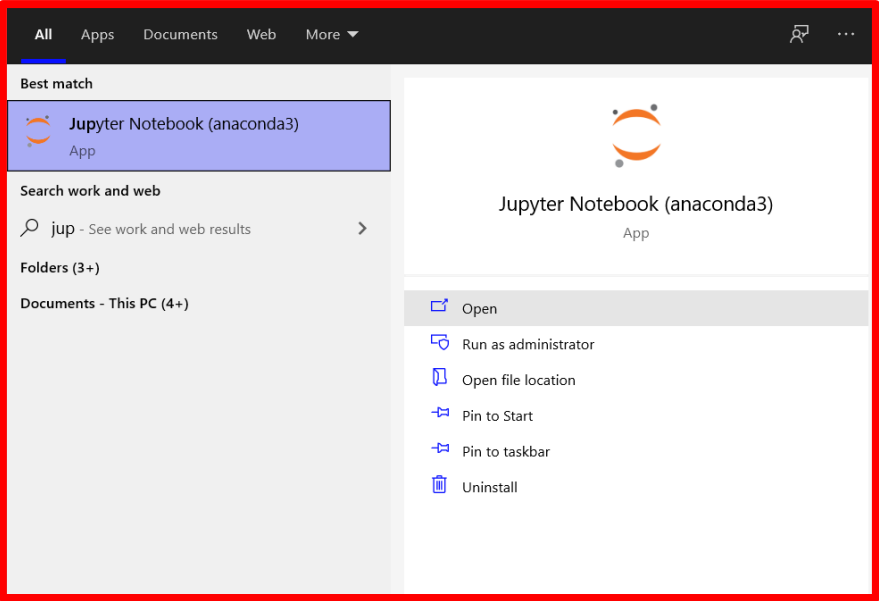 All Apps Documents Web More
Best match
Jupyter Notebook (anaconda3)
App
Search work and web
jup - See work and web results
Folders (3+)
Documents - This PC (4+)
Jupyter Notebook (anaconda3)
App
Open
Run as administrator
Open file location
Pin to Start
Pin to taskbar
Uninstall